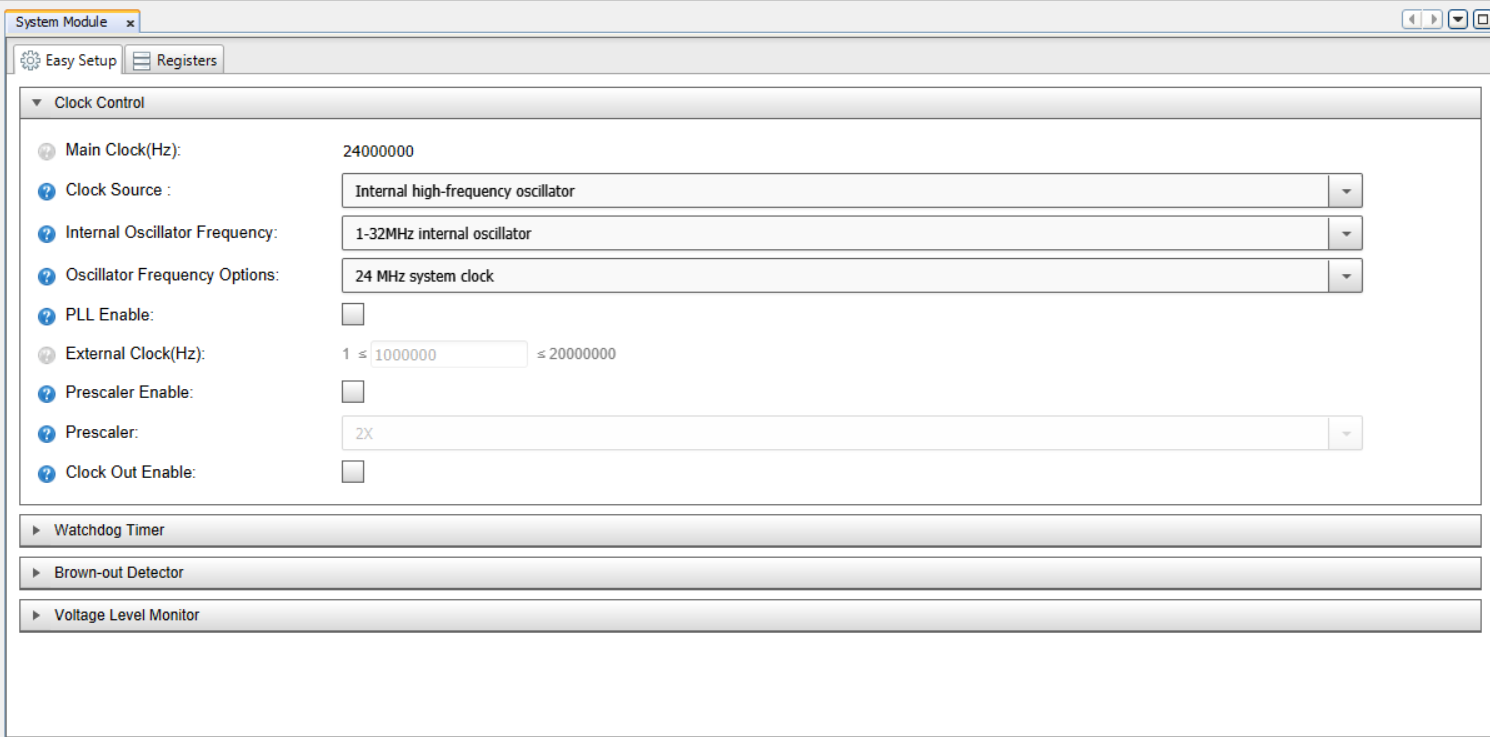 System Module
Easy Setup Registers
Clock Control
Main Clock(Hz): 24000000
Clock Source : Internal high-frequency oscillator
Internal Oscillator Frequency: 1-32MHz internal oscillator
Oscillator Frequency Options: 24 MHz system clock
PLL Enable:
External Clock(Hz): 1 ≤ 1000000 ≤ 20000000
Prescaler Enable:
Prescaler: 2X
Clock Out Enable:
Watchdog Timer
Brown-out Detector
Voltage Level Monitor